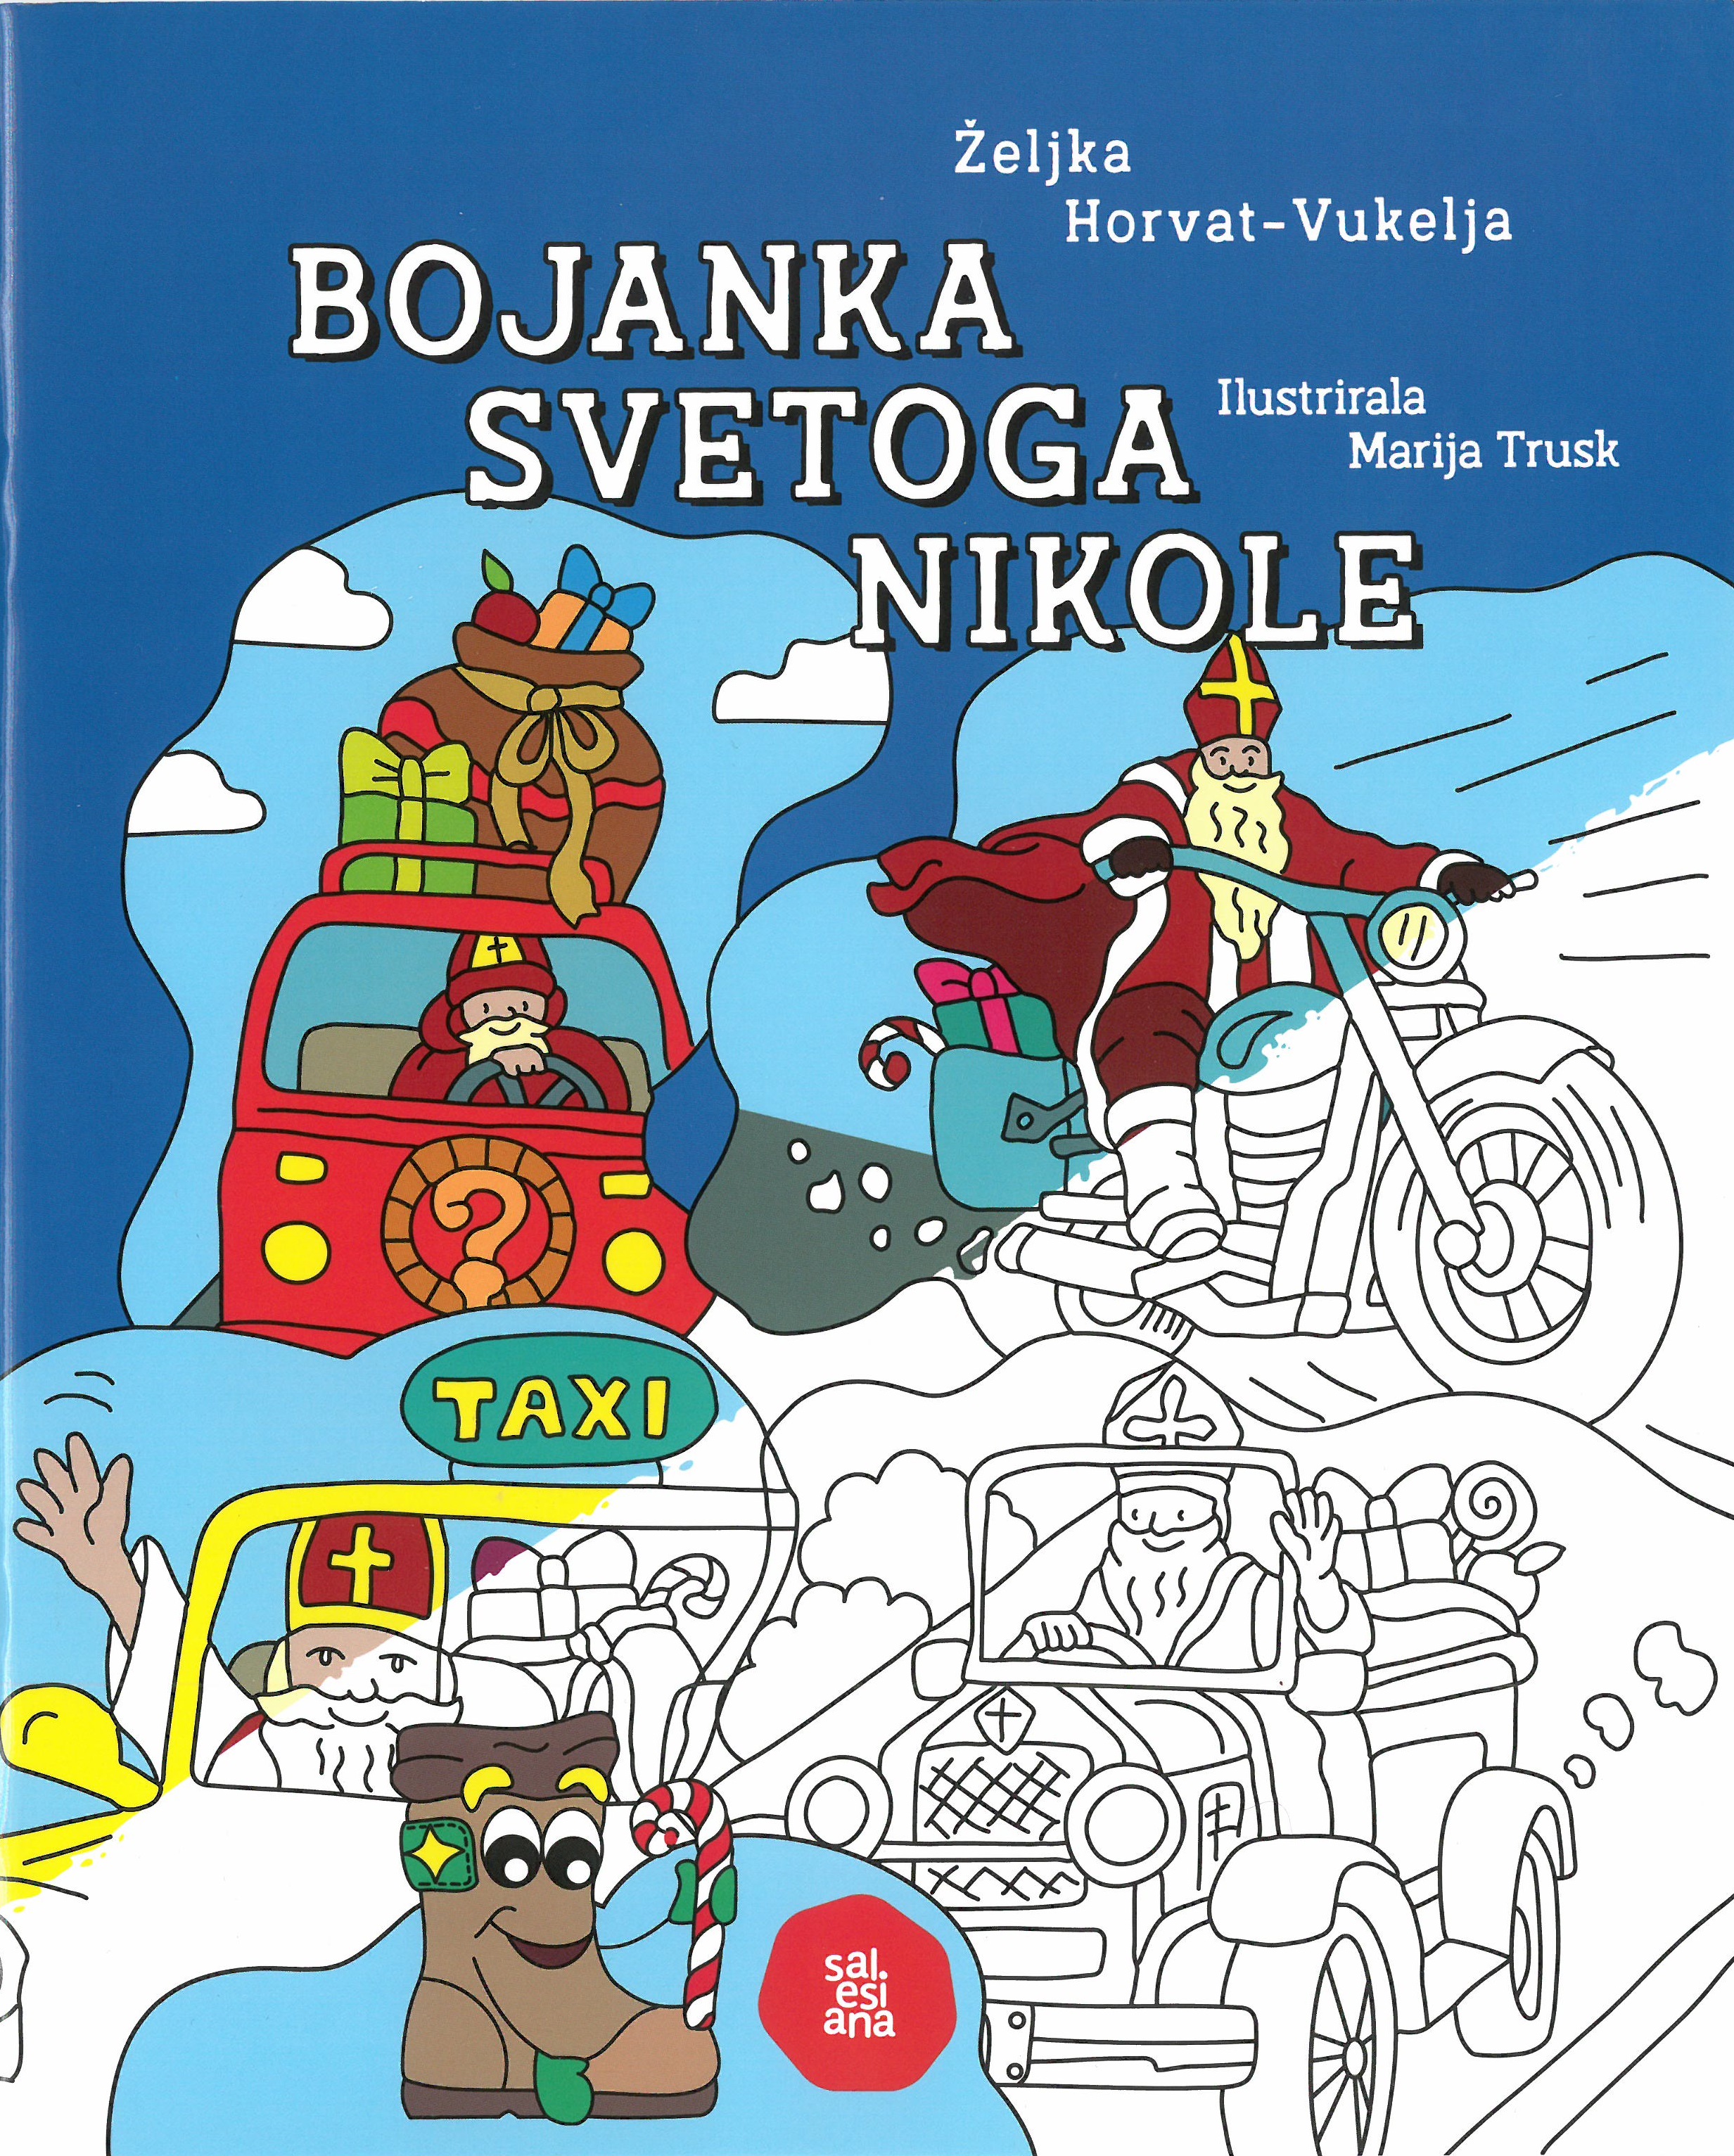 Željka
Horvat-Vukelja
BOJANKA
SVETOGA
NIKOLE
Ilustrirala
Marija Trusk
TAXI
sal.
esi
ana